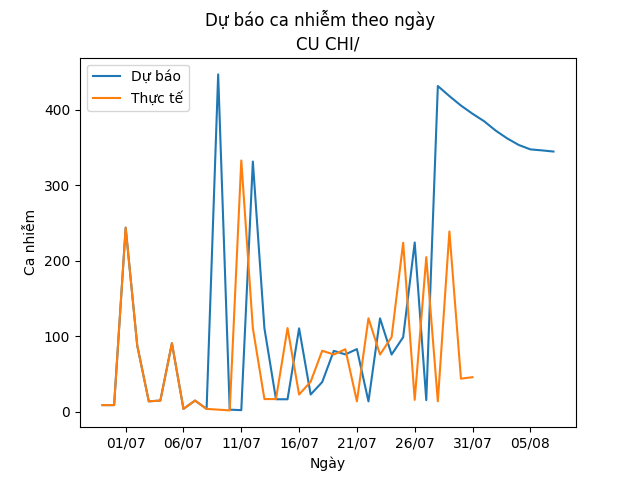 Dự báo ca nhiễm theo ngày
CU CHI/
Dự báo
Thực tế
Ca nhiễm
400
300
200
100
0
01/07 06/07 11/07 16/07 21/07 26/07 31/07 05/08
Ngày